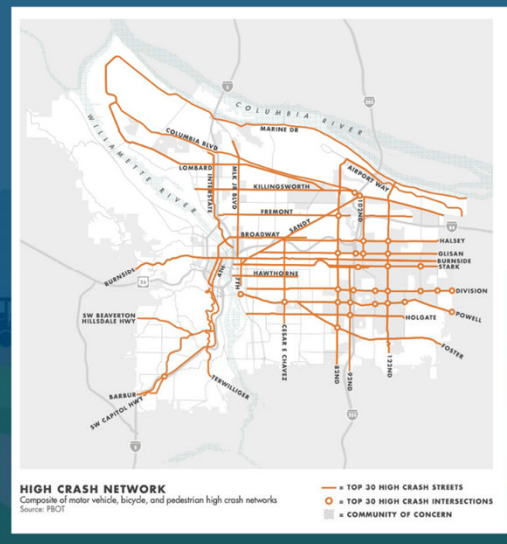 COLUMBIA RIVER
MARINE DR
WILLAMETTE RIVER
COLUMBIA BLVD
LOMBARD
INTERSTATE
MLK JR BLVD
KILLINGSWORTH
AIRPORT WAY
102ND
FREMONT
SANDY
BROADWAY
HALSEY
GLISAN
BURNSIDE
STARK
BURNSIDE
HAWTHORNE
DIVISION
POWELL
SW BEAVERTON
HILLSDALE HWY
HOLGATE
FOSTER
CESAR E CHAVEZ
82ND
92ND
122ND
BARBUR
SW CAPITOL HWY
TERWILLIGER
HIGH CRASH NETWORK
Composite of motor vehicle, bicycle, and pedestrian high crash networks
Source: PBOT
= TOP 30 HIGH CRASH STREETS
= TOP 30 HIGH CRASH INTERSECTIONS
= COMMUNITY OF CONCERN